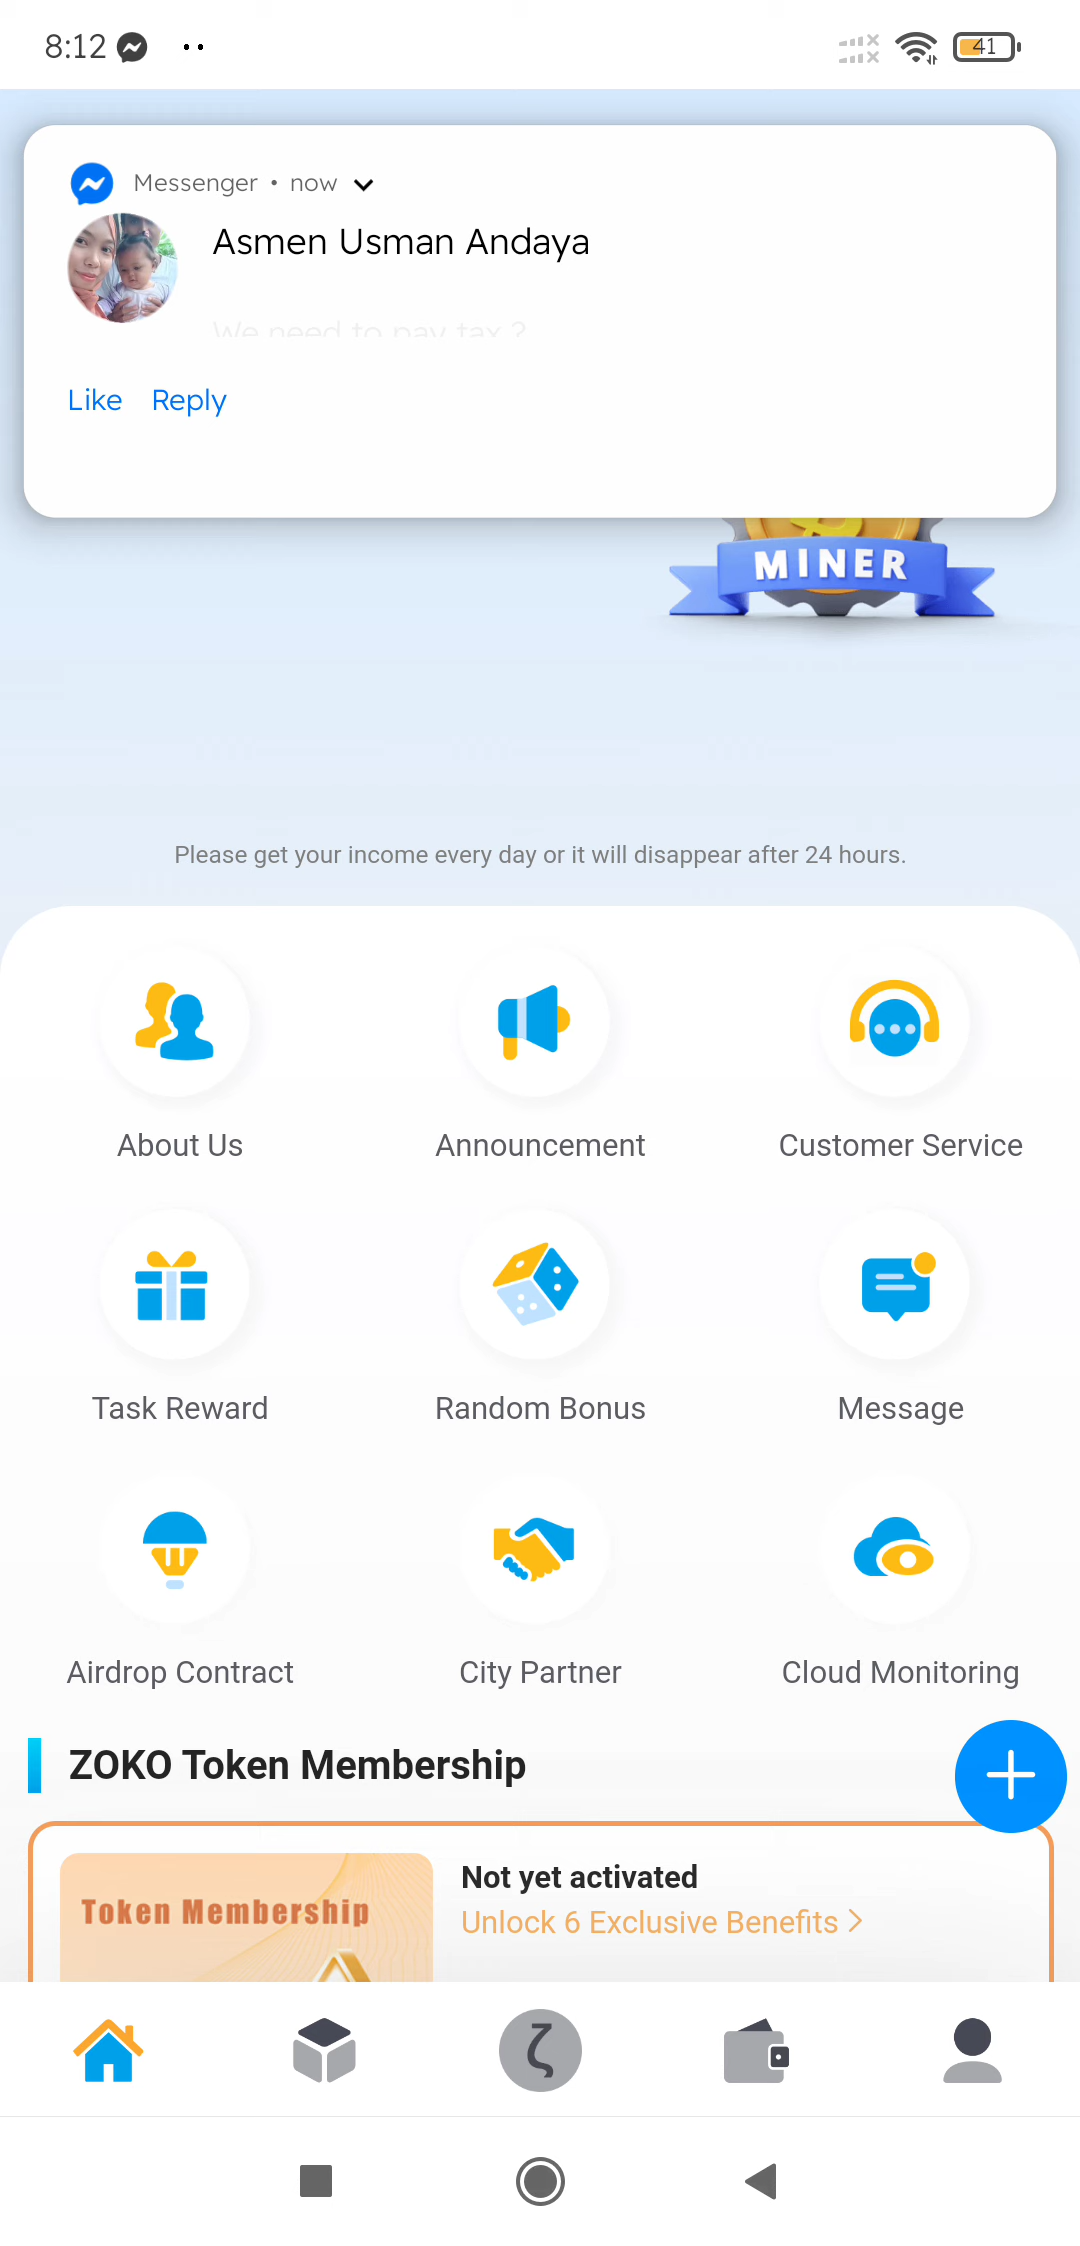 8:12
41
Messenger • now
Asmen Usman Andaya
We need to pay tax ?
Like Reply
MINER
Please get your income every day or it will disappear after 24 hours.
About Us
Announcement
Customer Service
Task Reward
Random Bonus
Message
Airdrop Contract
City Partner
Cloud Monitoring
ZOKO Token Membership
Token Membership
Not yet activated
Unlock 6 Exclusive Benefits >
ζ